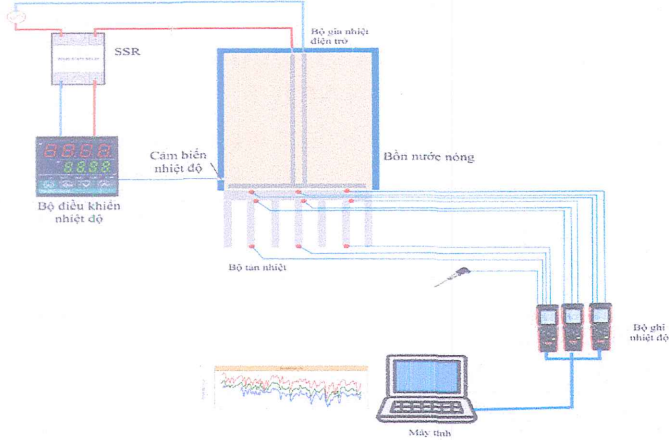 Bộ gia nhiệt
điện trở
SSR
Cảm biến
nhiệt độ
Bồn nước nóng
Bộ điều khiển
nhiệt độ
Bộ tản nhiệt
Bộ ghi
nhiệt độ
Máy tính